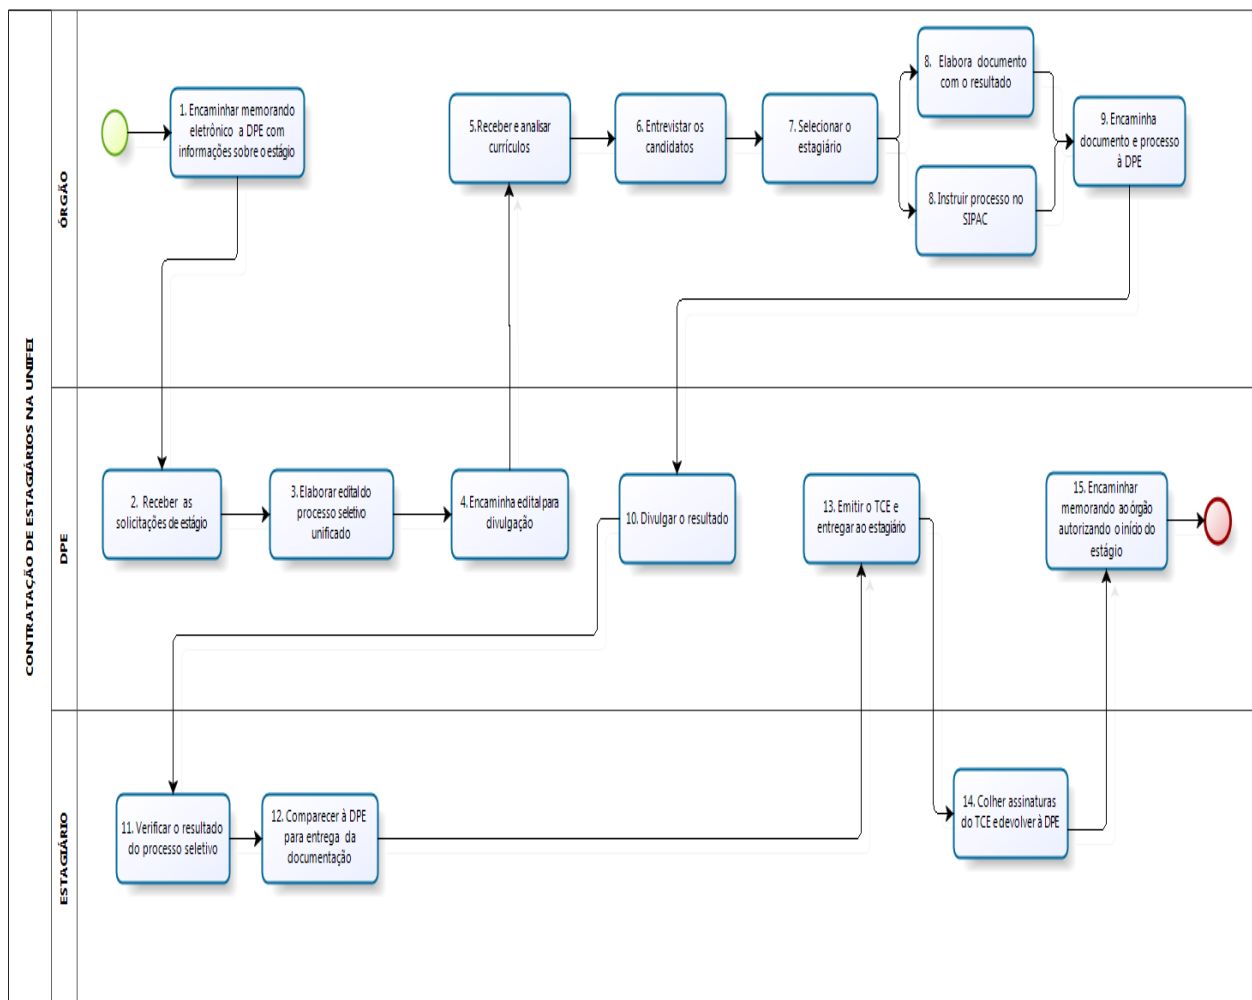 CONTRATAÇÃO DE ESTAGIÁRIOS NA UNIFEI
ÓRGÃO
1. Encaminhar memorando
eletrônico a DPE com
informações sobre o estágio
5.Receber e analisar
currículos
6. Entrevistar os
candidatos
7. Selecionar o
estagiário
8. Elabora documento
com o resultado
8. Instruir processo no
SIPAC
9. Encaminha
documento e processo
à DPE
DPE
2. Receber as
solicitações de estágio
3. Elaborar edital do
processo seletivo
unificado
4. Encaminha edital para
divulgação
10. Divulgar o resultado
13. Emitir o TCE e
entregar ao estagiário
15. Encaminhar
memorando ao órgão
autorizando o início do
estágio
ESTAGIÁRIO
11. Verificar o resultado
do processo seletivo
12. Comparecer à DPE
para entrega da
documentação
14. Colher assinaturas
do TCE e devolver à DPE